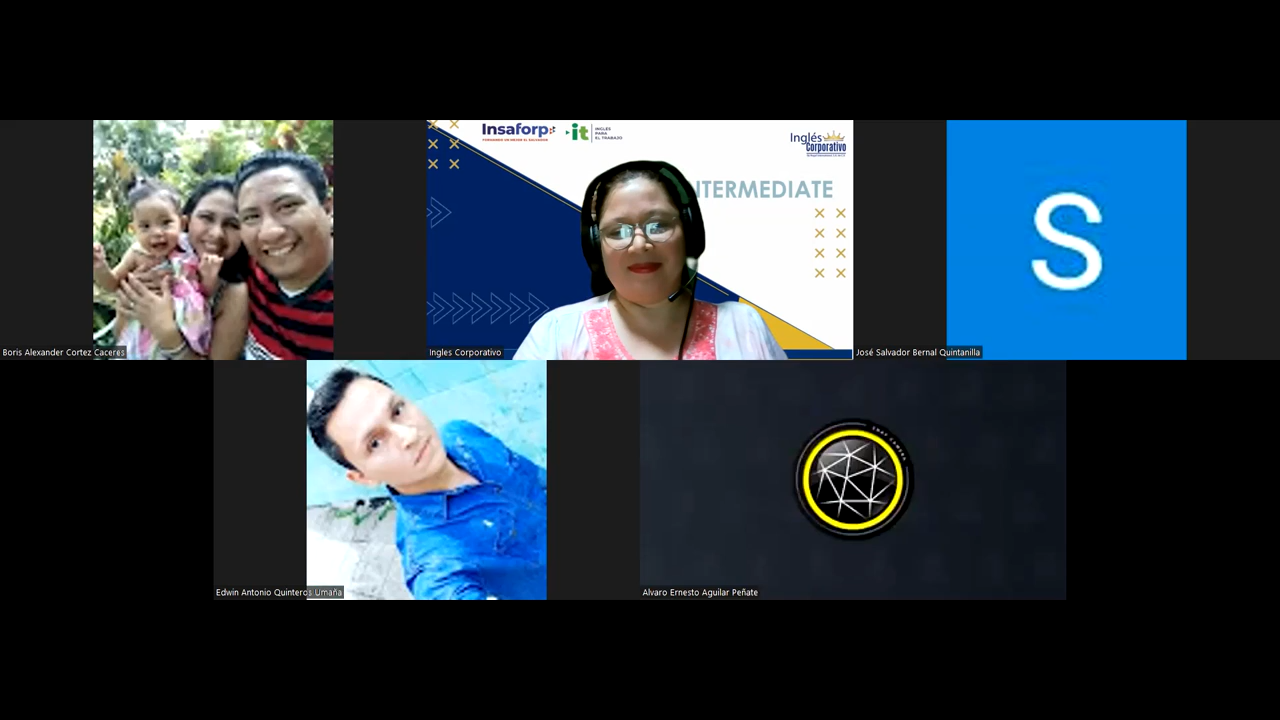 Insaforp
it
INGLÉS
PARA
EL TRABAJO
Inglés
Corporativo
NTERMEDIATE
S
Boris Alexander Cortez Caceres
Ingles Corporativo
José Salvador Bernal Quintanilla
Edwin Antonio Quinteros Umaña
Alvaro Ernesto Aguilar Peñate